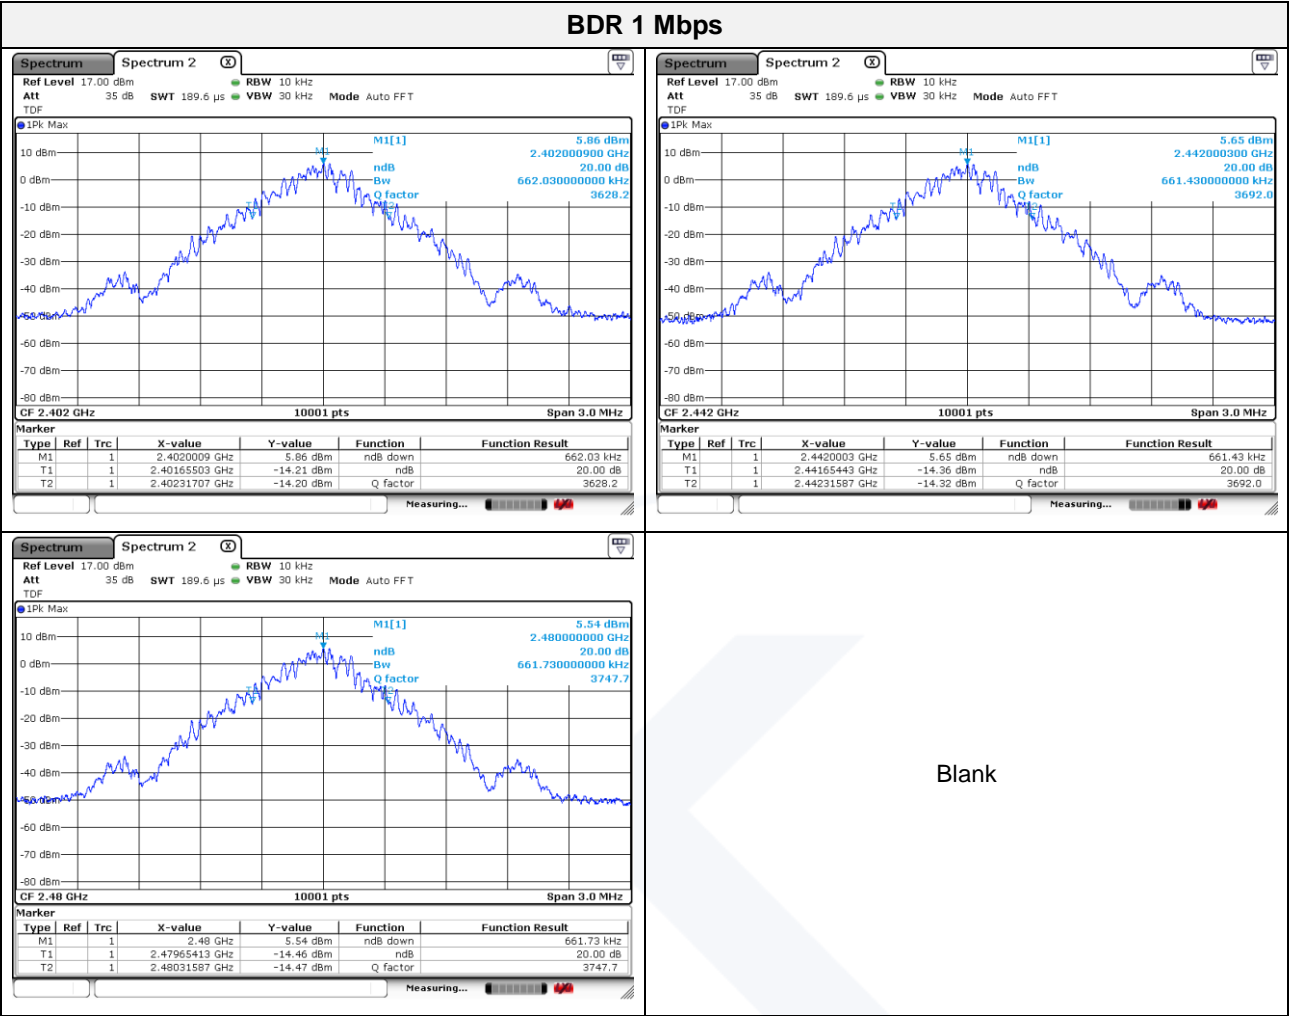 BDR 1 Mbps
Spectrum Spectrum 2 X
Ref Level 17.00 dBm RBW 10 kHz
Att 35 dB SWT 189.6 µs VBW 30 kHz Mode Auto FFT
TDF
1Pk Max
M1[1] 5.86 dBm
2.402000900 GHz
M1
10 dBm
ndB 20.00 dB
0 dBm
Bw 662.030000000 kHz
Q factor 3628.2
-10 dBm
-20 dBm
-30 dBm
-40 dBm
-50 dBm
-60 dBm
-70 dBm
-80 dBm
CF 2.402 GHz 10001 pts Span 3.0 MHz
Marker
Type Ref Trc X-value Y-value Function Function Result
M1 1 2.4020009 GHz 5.86 dBm ndB down 662.03 kHz
T1 1 2.40165503 GHz -14.21 dBm ndB 20.00 dB
T2 1 2.40231707 GHz -14.20 dBm Q factor 3628.2
Measuring...
Spectrum Spectrum 2 X
Ref Level 17.00 dBm RBW 10 kHz
Att 35 dB SWT 189.6 µs VBW 30 kHz Mode Auto FFT
TDF
1Pk Max
M1[1] 5.65 dBm
2.442000300 GHz
M1
10 dBm
ndB 20.00 dB
0 dBm
Bw 661.430000000 kHz
Q factor 3692.0
-10 dBm
-20 dBm
-30 dBm
-40 dBm
-50 dBm
-60 dBm
-70 dBm
-80 dBm
CF 2.442 GHz 10001 pts Span 3.0 MHz
Marker
Type Ref Trc X-value Y-value Function Function Result
M1 1 2.4420003 GHz 5.65 dBm ndB down 661.43 kHz
T1 1 2.44165443 GHz -14.36 dBm ndB 20.00 dB
T2 1 2.44231587 GHz -14.32 dBm Q factor 3692.0
Measuring...
Spectrum Spectrum 2 X
Ref Level 17.00 dBm RBW 10 kHz
Att 35 dB SWT 189.6 µs VBW 30 kHz Mode Auto FFT
TDF
1Pk Max
M1[1] 5.54 dBm
2.480000000 GHz
M1
10 dBm
ndB 20.00 dB
0 dBm
Bw 661.730000000 kHz
Q factor 3747.7
-10 dBm
-20 dBm
-30 dBm
-40 dBm
-50 dBm
-60 dBm
-70 dBm
-80 dBm
CF 2.48 GHz 10001 pts Span 3.0 MHz
Marker
Type Ref Trc X-value Y-value Function Function Result
M1 1 2.48 GHz 5.54 dBm ndB down 661.73 kHz
T1 1 2.47965413 GHz -14.46 dBm ndB 20.00 dB
T2 1 2.48031587 GHz -14.47 dBm Q factor 3747.7
Measuring...
Blank